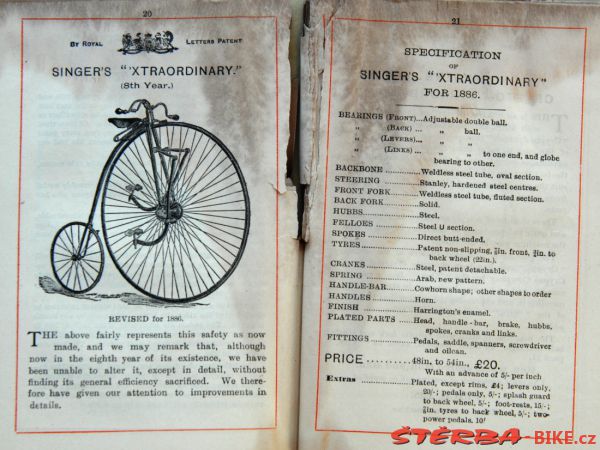 20
BY ROYAL LETTERS PATENT
SINGER'S "'XTRAORDINARY."
(8th Year.)
REVISED for 1886.
THE above fairly represents this safety as now
made, and we may remark that, although
now in the eighth year of its existence, we have
been unable to alter it, except in detail, without
finding its general efficiency sacrificed. We there-
fore have given our attention to improvements in
details.
21
SPECIFICATION
OF
SINGER'S "'XTRAORDINARY"
FOR 1886.
BEARINGS (FRONT)...Adjustable double ball.
" (BACK) ... " ball.
" (LEVERS)... " "
" (LINKS) ... " " to one end, and globe
bearing to other.
BACKBONE ............Weldless steel tube, oval section.
STEERING ............Stanley, hardened steel centres.
FRONT FORK.........Weldless steel tube, fluted section.
BACK FORK .........Solid.
HUBBS..................Steel.
FELLOES ..............Steel U section.
SPOKES ................Direct butt-ended.
TYRES...................Patent non-slipping, in. front, in. to
back wheel (22in.).
CRANKS ...............Steel, patent detachable.
SPRING .................Arab, new pattern.
HANDLE-BAR.........Cowhorn shape; other shapes to order
HANDLES ..............Horn.
FINISH ..................Harrington's enamel.
PLATED PARTS ....Head, handle-bar, brake, hubbs,
spokes, cranks and links.
FITTINGS...............Pedals, saddle, spanners, screwdriver
and oilcan.
PRICE ..........48in. to 54in., £20.
With an advance of 5/- per inch
Extras ...............Plated, except rims, £4; levers only,
20/-; pedals only, 5/-; splash guard
to back wheel, 5/-; foot-rests, 15/-;
in. tyres to back wheel, 5/-; two-
power pedals, 10/
ŠTĚRBA-BIKE.cz